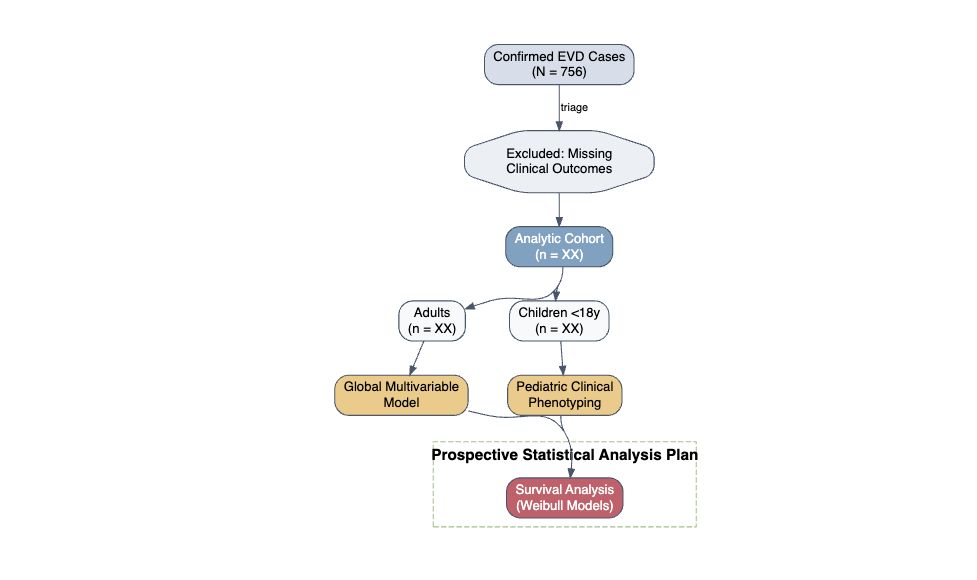 Confirmed EVD Cases
(N = 756)
triage
Excluded: Missing
Clinical Outcomes
Analytic Cohort
(n = XX)
Adults
(n = XX)
Children <18y
(n = XX)
Global Multivariable
Model
Pediatric Clinical
Phenotyping
Prospective Statistical Analysis Plan
Survival Analysis
(Weibull Models)